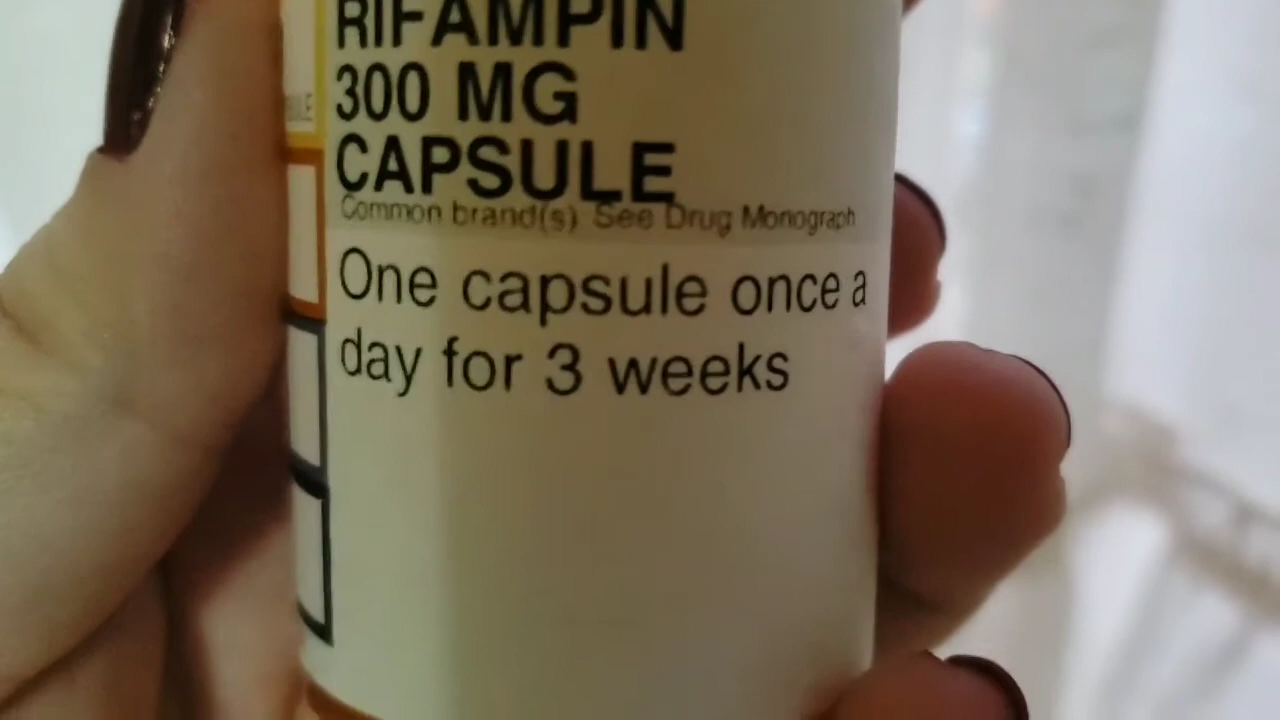 RIFAMPIN
300 MG
CAPSULE
Common brand(s) See Drug Monograph
One capsule once a
day for 3 weeks